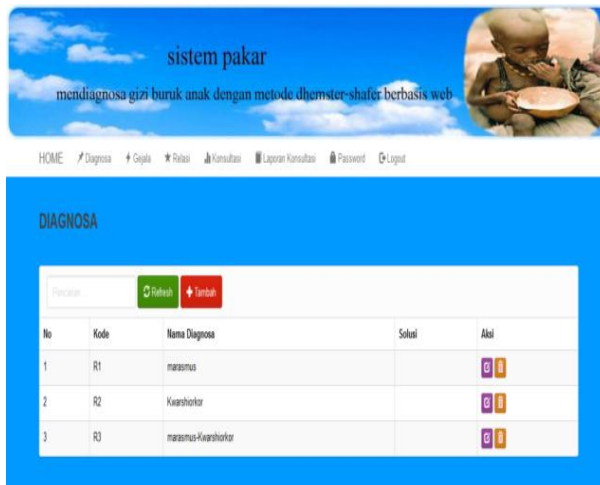 sistem pakar
mendiagnosa gizi buruk anak dengan metode dhemster-shafer berbasis web
HOME Diagnosa Gejala Relasi Konsultasi Laporan Konsultasi Password Logout
DIAGNOSA
Pencarian Refresh Tambah
No Kode Nama Diagnosa Solusi Aksi
1 R1 marasmus
2 R2 Kwarshiorkor
3 R3 marasmus-Kwarshiorkor